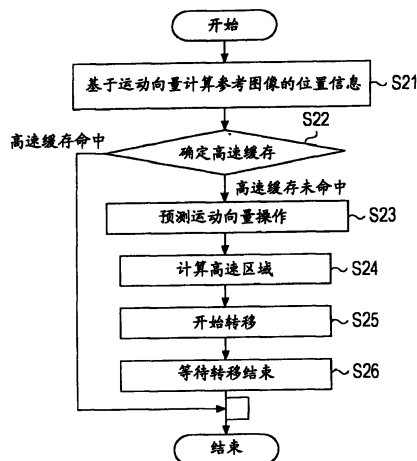 开始
基于运动向量计算参考图像的位置信息
S21
S22
高速缓存命中
确定高速缓存
高速缓存未命中
预测运动向量操作
S23
计算高速区域
S24
开始转移
S25
等待转移结束
S26
结束